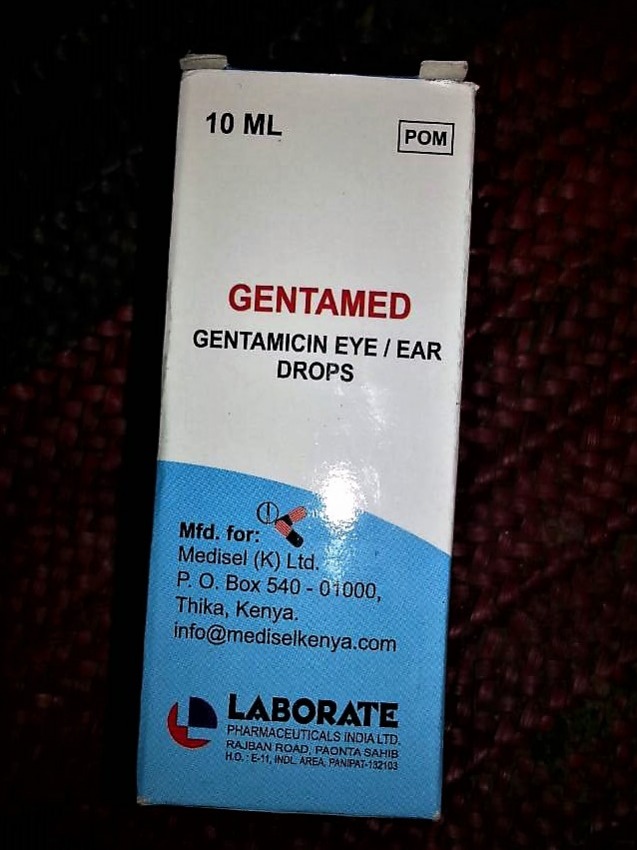 10 ML
POM
GENTAMED
GENTAMICIN EYE / EAR
DROPS
Mfd. for:
Medisel (K) Ltd.
P. O. Box 540 - 01000,
Thika, Kenya.
info@mediselkenya.com
LABORATE
PHARMACEUTICALS INDIA LTD.
RAJBAN ROAD, PAONTA SAHIB
H.O. : E-11, INDL. AREA, PANIPAT-132103